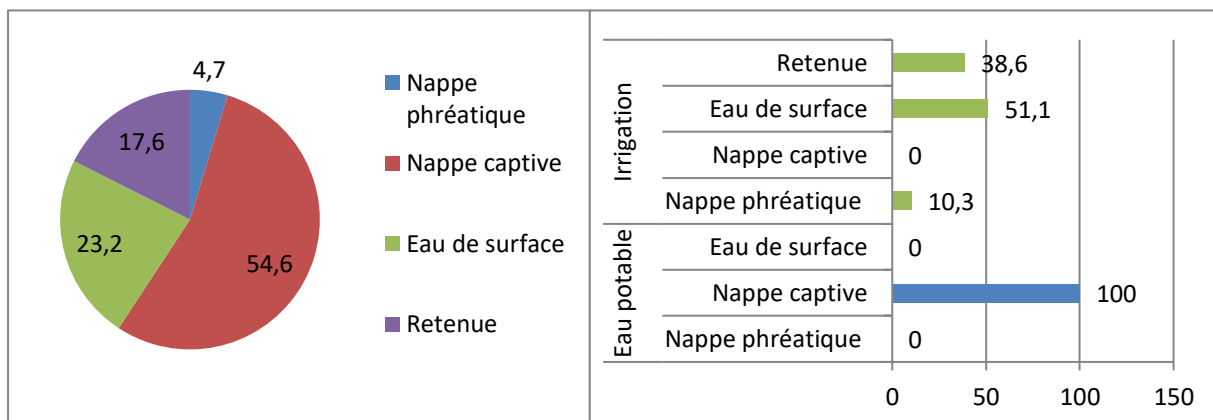 4,7
17,6
23,2
54,6
Nappe
phréatique
Nappe captive
Eau de surface
Retenue
Irrigation
Retenue
38,6
Eau de surface
51,1
Nappe captive
0
Nappe phréatique
10,3
Eau potable
Eau de surface
0
Nappe captive
100
Nappe phréatique
0
0 50 100 150